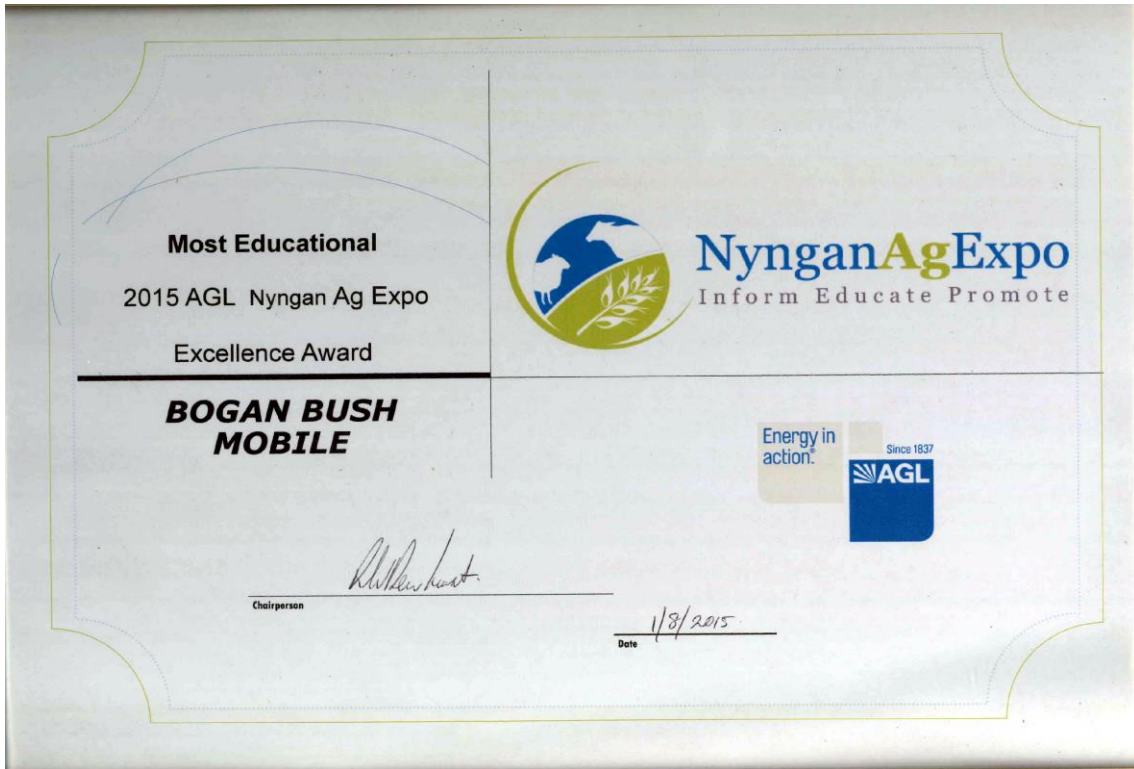 Most Educational
2015 AGL Nyngan Ag Expo
Excellence Award
BOGAN BUSH
MOBILE
NynganAgExpo
Inform Educate Promote
Energy in
action.®
Since 1837
AGL
Chairperson
1/8/2015
Date